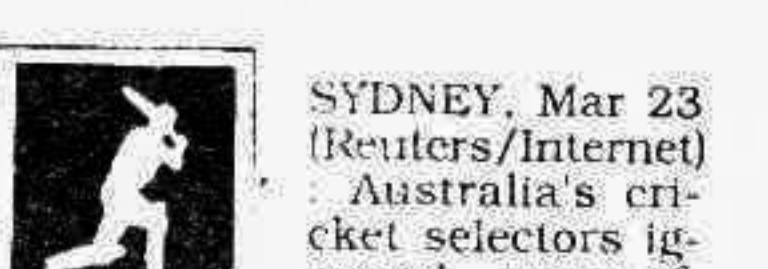 SYDNEY, Mar 23
(Reuters/Internet)
: Australia's cri-
cket selectors ig-